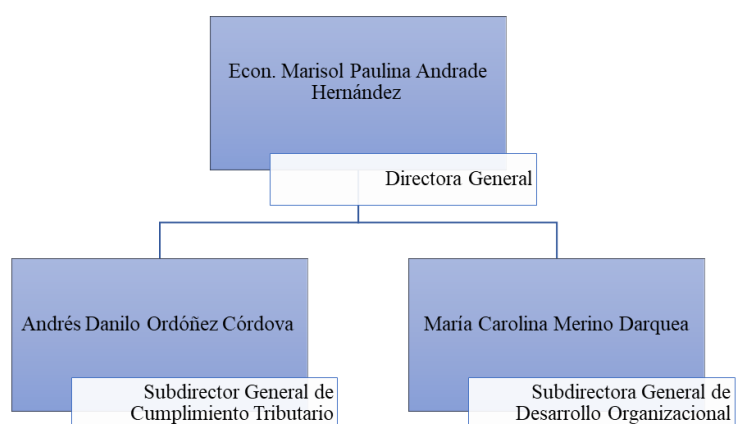 Econ. Marisol Paulina Andrade
Hernández
Directora General
Andrés Danilo Ordóñez Córdova
Subdirector General de
Cumplimiento Tributario
María Carolina Merino Darquea
Subdirectora General de
Desarrollo Organizacional